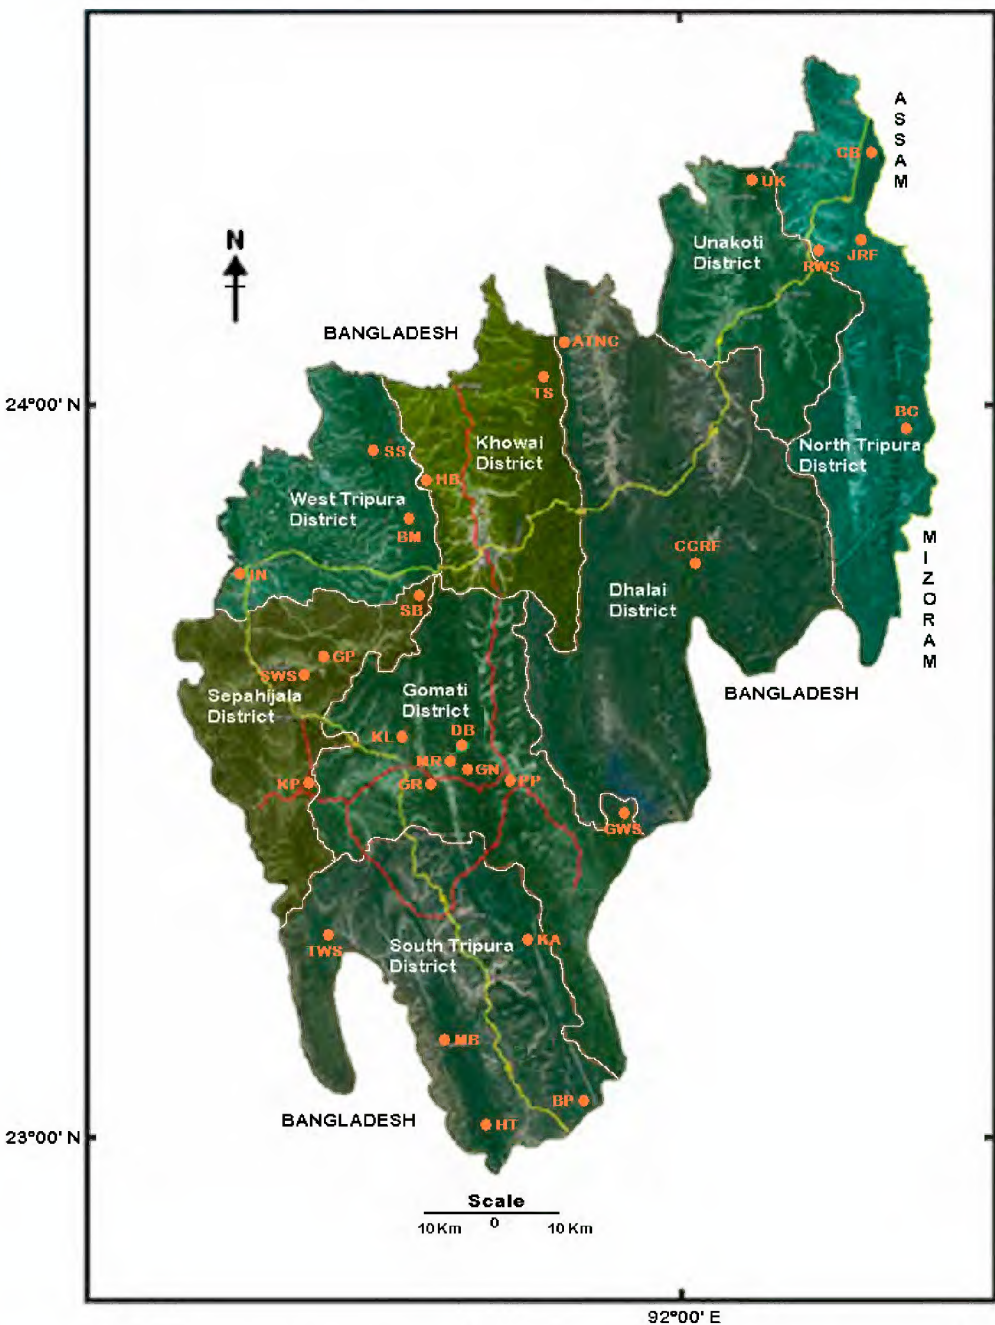 A
S
S
A
M
CB
UK
Unakoti
District
RWS
JRF
N
BANGLADESH
ATNC
TS
24°00' N
BC
Khowai
District
North Tripura
District
SS
HB
West Tripura
District
BM
M
I
Z
O
R
A
M
CCRF
IN
Dhalai
District
SB
GP
SWS
Sepahijala
District
Gomati
District
BANGLADESH
KL
DB
MR
GN
KP
GR
PP
GWS
TWS
South Tripura
District
KA
MB
BP
BANGLADESH
HT
23°00' N
Scale
10 Km 0 10 Km
92°00' E